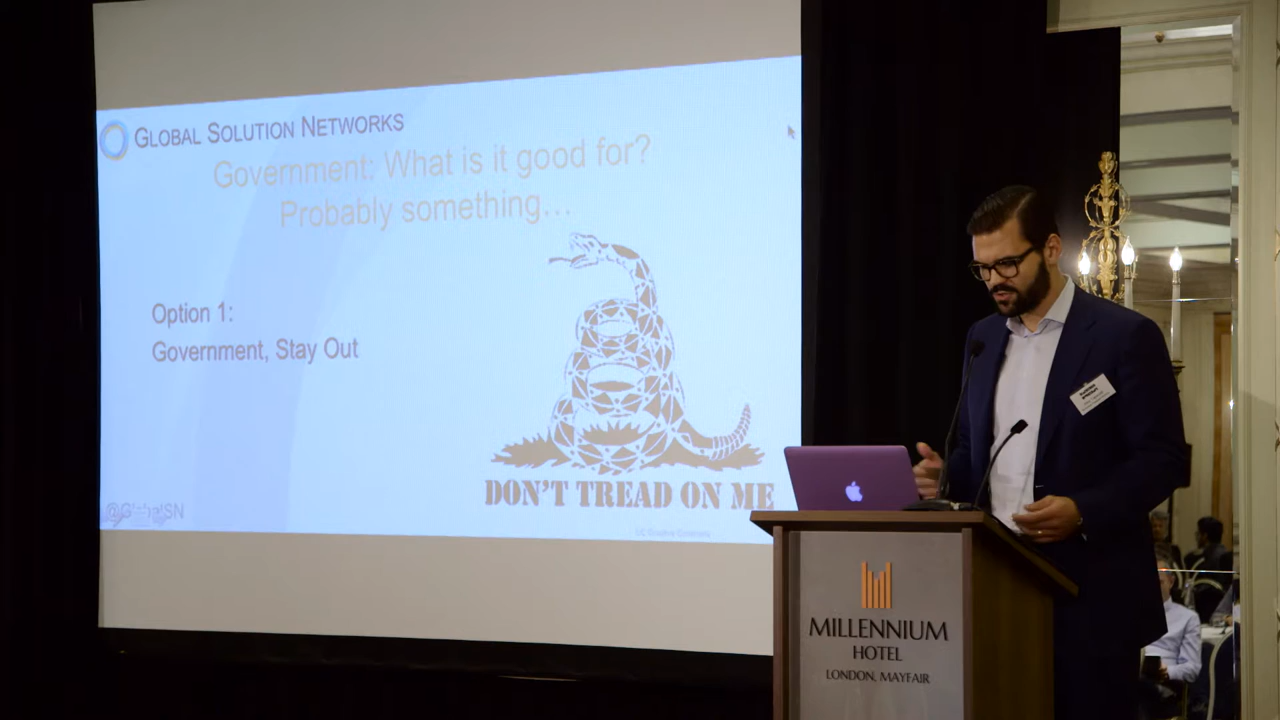 GLOBAL SOLUTION NETWORKS
Government: What is it good for?
Probably something...
Option 1:
Government, Stay Out
DON'T TREAD ON ME
@GlobalSN
MILLENNIUM
HOTEL
LONDON, MAYFAIR